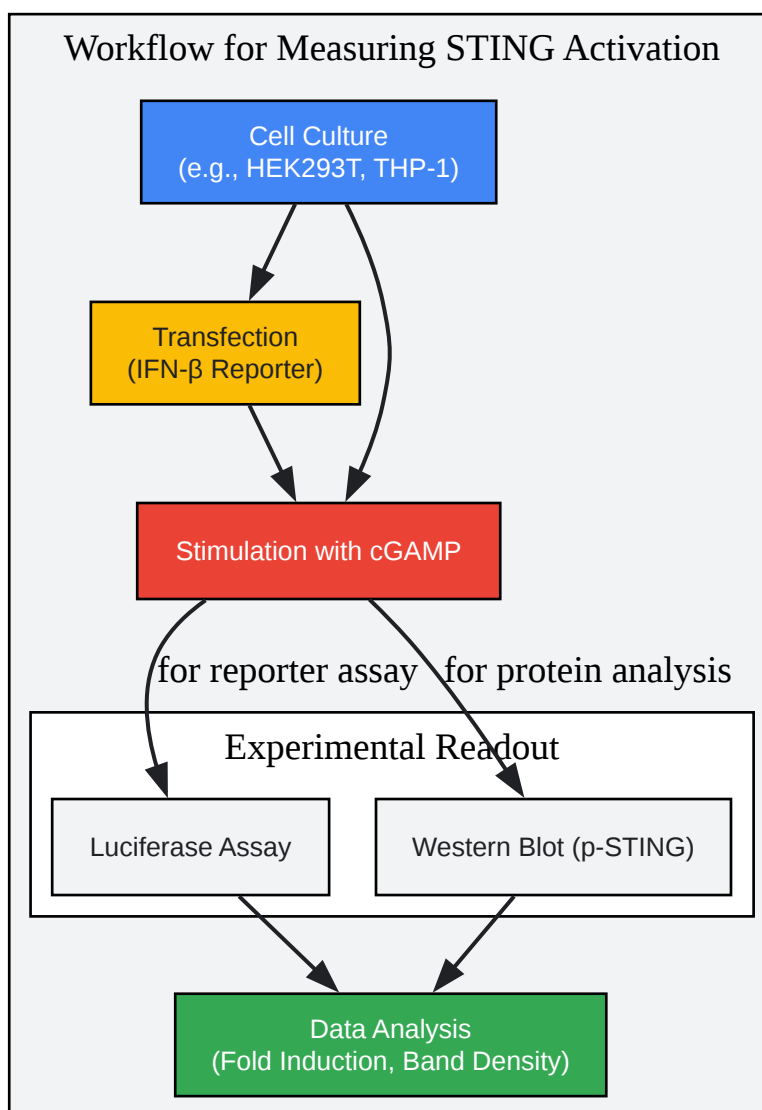 Workflow for Measuring STING Activation
Cell Culture
(e.g., HEK293T, THP-1)
Transfection
(IFN-β Reporter)
Stimulation with cGAMP
for reporter assay
for protein analysis
Experimental Readout
Luciferase Assay
Western Blot (p-STING)
Data Analysis
(Fold Induction, Band Density)